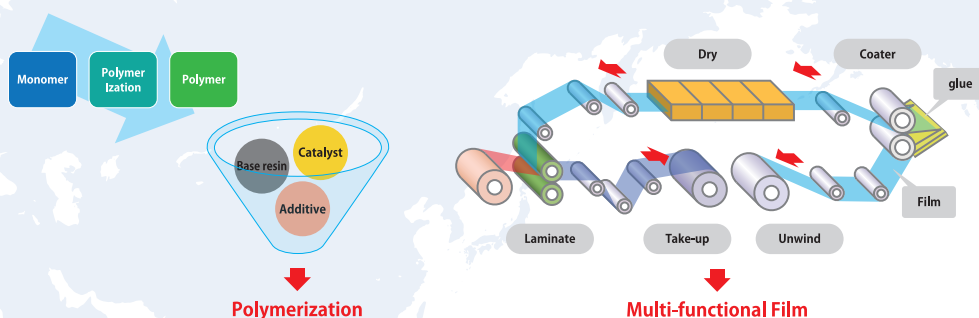 Monomer
Polymer
Ization
Polymer
Base resin
Catalyst
Additive
Polymerization
Dry
Coater
glue
Film
Laminate
Take-up
Unwind
Multi-functional Film